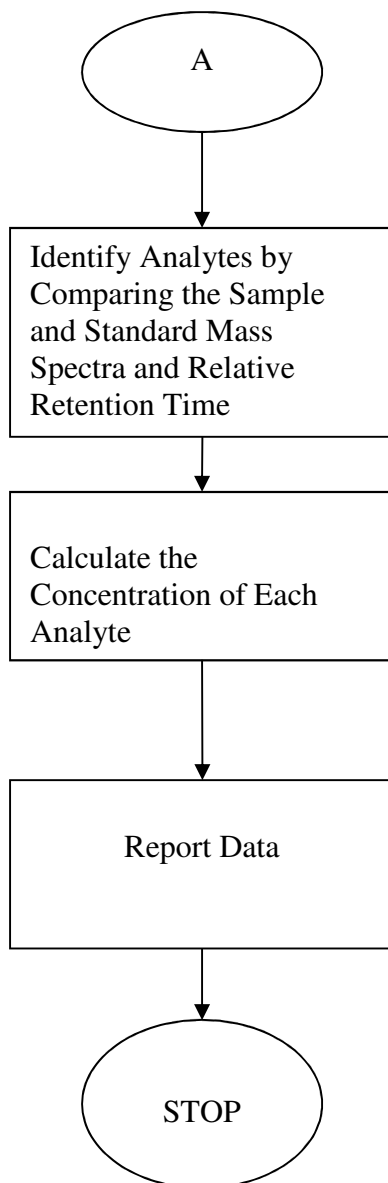 A
Identify Analytes by
Comparing the Sample
and Standard Mass
Spectra and Relative
Retention Time
Calculate the
Concentration of Each
Analyte
Report Data
STOP